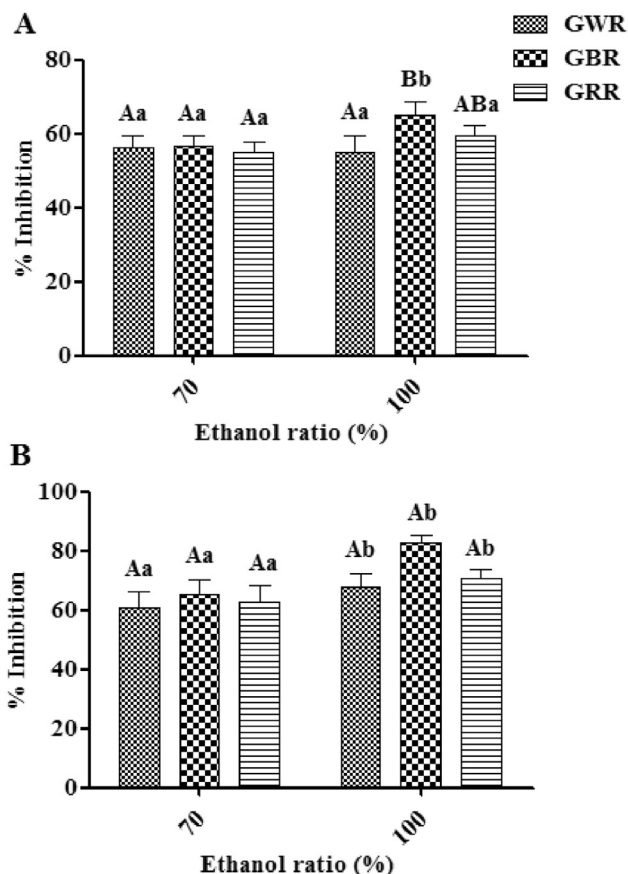 A
GWR
GBR
GRR
% Inhibition
80
60
40
20
0
Aa Aa Aa Aa Bb ABa
70 100
Ethanol ratio (%)
B
% Inhibition
100
80
60
40
20
0
Aa Aa Aa Ab Ab Ab
70 100
Ethanol ratio (%)